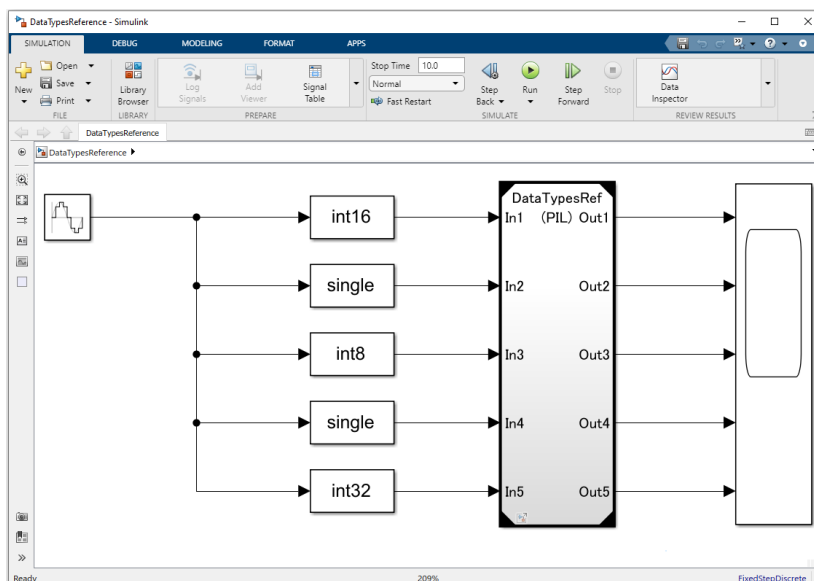 DataTypesReference - Simulink
SIMULATION DEBUG MODELING FORMAT APPS
New
Open
Save
Print
FILE
Library Browser
LIBRARY
Log Signals
Add Viewer
Signal Table
PREPARE
Stop Time 10.0
Normal
Fast Restart
Step Back
Run
Step Forward
Stop
SIMULATE
Data Inspector
REVIEW RESULTS
DataTypesReference
DataTypesReference
DataTypesRef
int16 In1 (PIL) Out1
single In2 Out2
int8 In3 Out3
single In4 Out4
int32 In5 Out5
Ready 209% FixedStepDiscrete